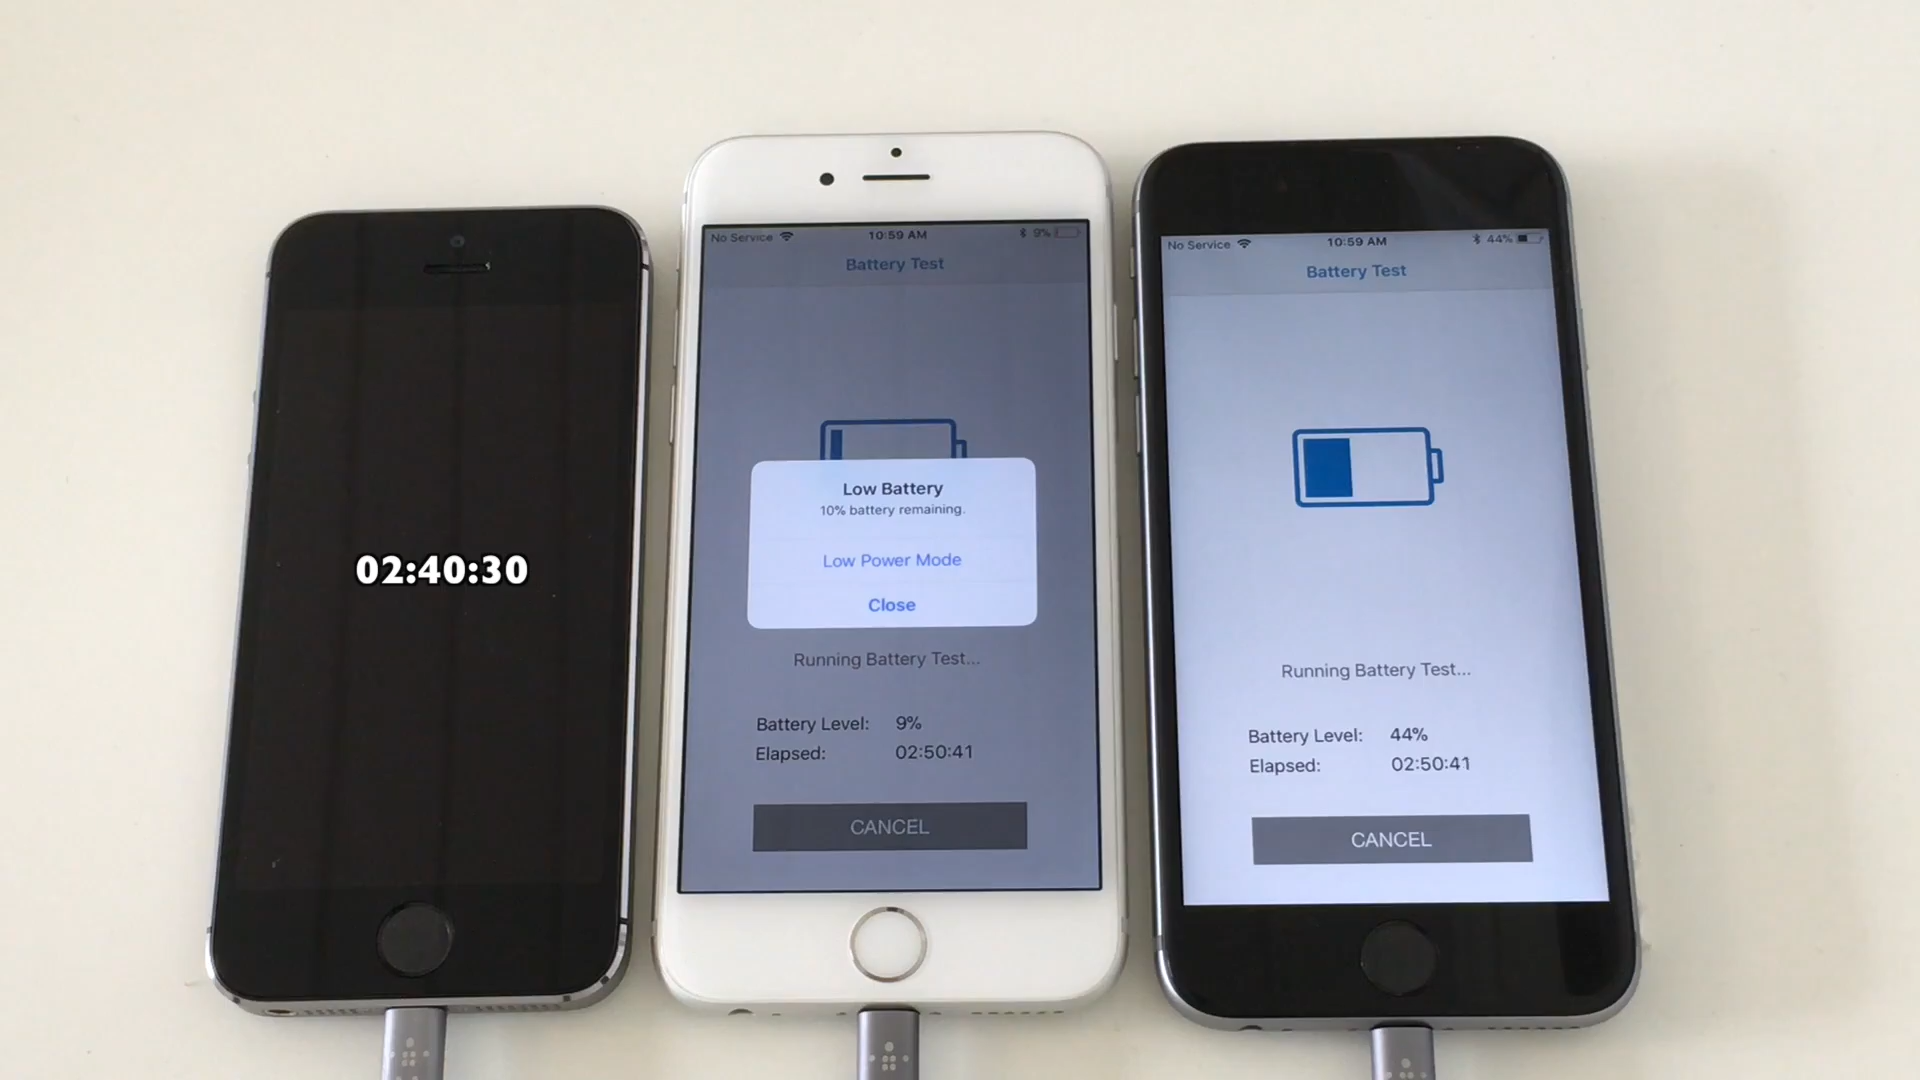 02:40:30
No Service 10:59 AM 9%
Battery Test
Low Battery
10% battery remaining.
Low Power Mode
Close
Running Battery Test...
Battery Level: 9%
Elapsed: 02:50:41
CANCEL
No Service 10:59 AM 44%
Battery Test
Running Battery Test...
Battery Level: 44%
Elapsed: 02:50:41
CANCEL